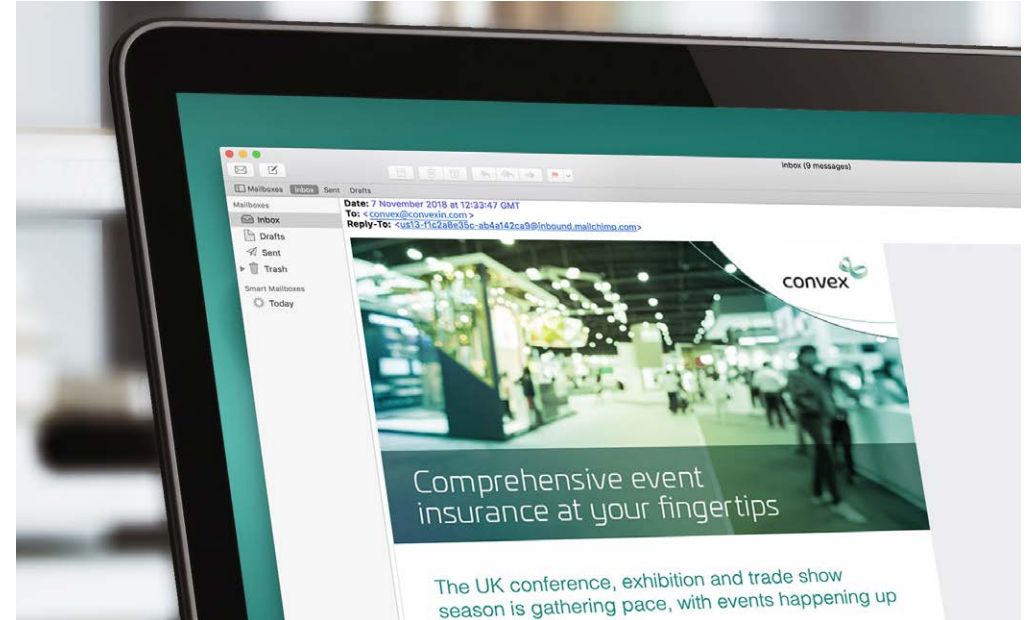 Inbox (9 messages)
Mailboxes Inbox Sent Drafts
Mailboxes
Inbox
Drafts
Sent
Trash
Smart Mailboxes
Today
Date: 7 November 2018 at 12:33:47 GMT
To: <convex@convexin.com>
Reply-To: <us13-f1c2a8e35c-ab4a142ca9@inbound.mailchimp.com>
convex
Comprehensive event
insurance at your fingertips
The UK conference, exhibition and trade show
season is gathering pace, with events happening up